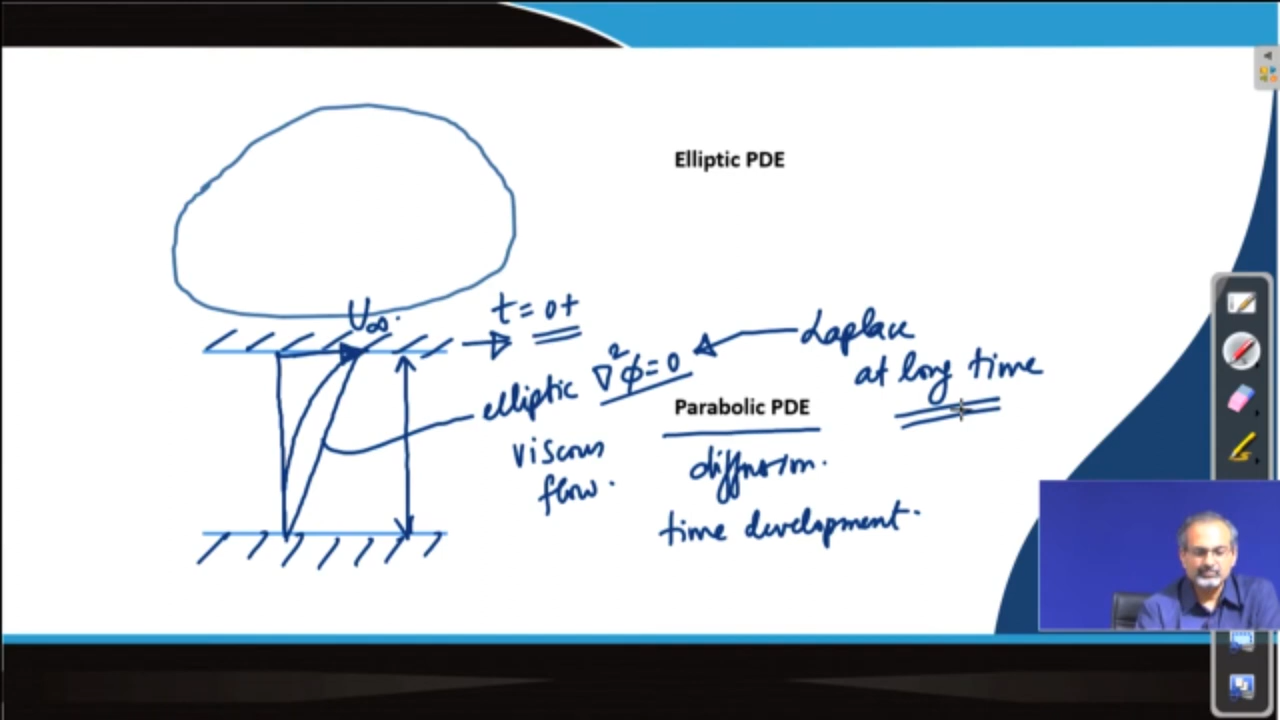 Elliptic PDE
U∞.
t = 0+
elliptic ∇²φ = 0
Laplace
at long time
Parabolic PDE
viscous
flow.
diffusion.
time development.